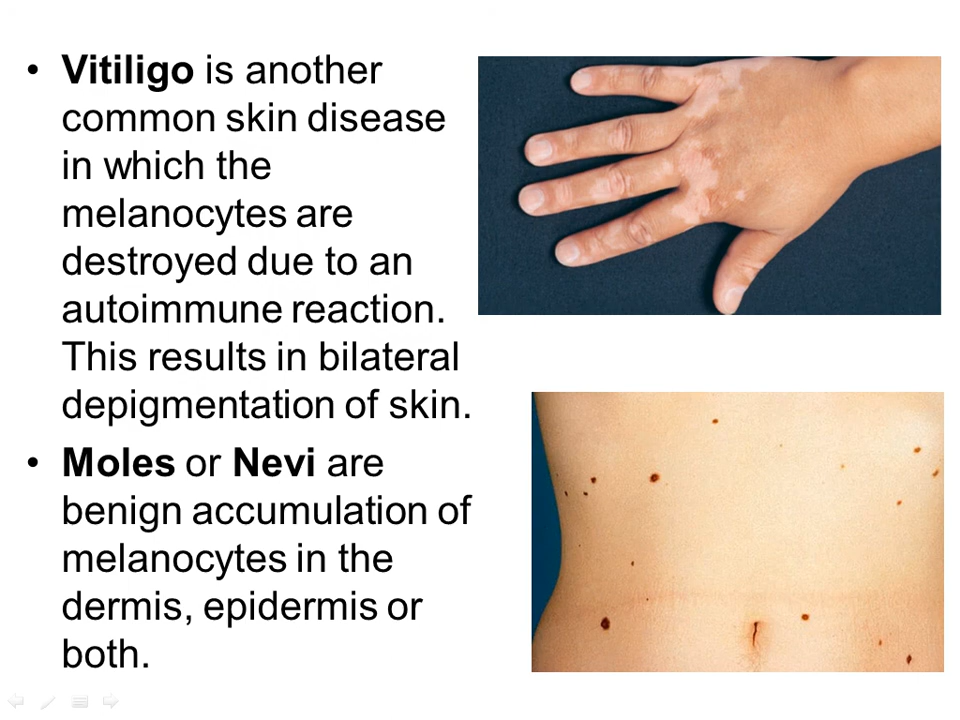 • Vitiligo is another
common skin disease
in which the
melanocytes are
destroyed due to an
autoimmune reaction.
This results in bilateral
depigmentation of skin.
• Moles or Nevi are
benign accumulation of
melanocytes in the
dermis, epidermis or
both.